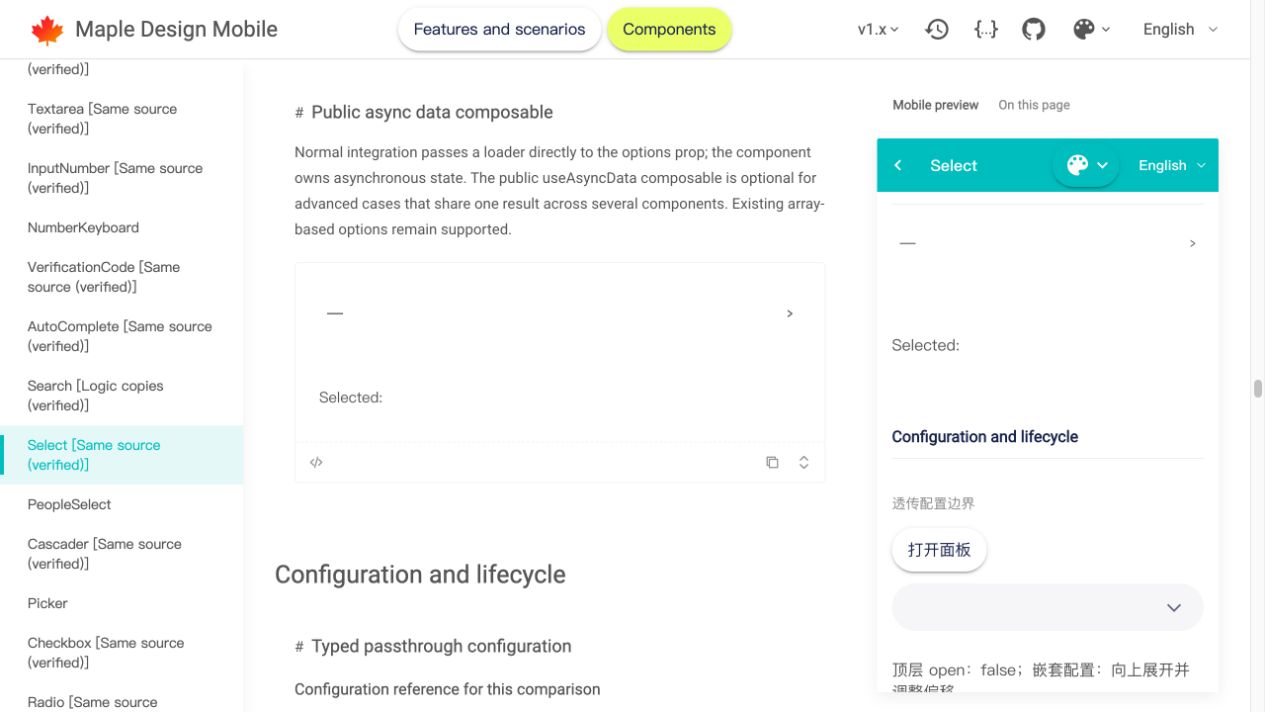 Maple Design Mobile
Features and scenarios
Components
v1.x
English
(verified)]
Textarea [Same source
(verified)]
InputNumber [Same source
(verified)]
NumberKeyboard
VerificationCode [Same
source (verified)]
AutoComplete [Same source
(verified)]
Search [Logic copies
(verified)]
Select [Same source
(verified)]
PeopleSelect
Cascader [Same source
(verified)]
Picker
Checkbox [Same source
(verified)]
Radio [Same source
# Public async data composable
Normal integration passes a loader directly to the options prop; the component
owns asynchronous state. The public useAsyncData composable is optional for
advanced cases that share one result across several components. Existing array-
based options remain supported.
—
Selected:
Configuration and lifecycle
# Typed passthrough configuration
Configuration reference for this comparison
Mobile preview
On this page
Select
English
—
Selected:
Configuration and lifecycle
透传配置边界
打开面板
顶层 open：false；嵌套配置：向上展开并
调整偏移